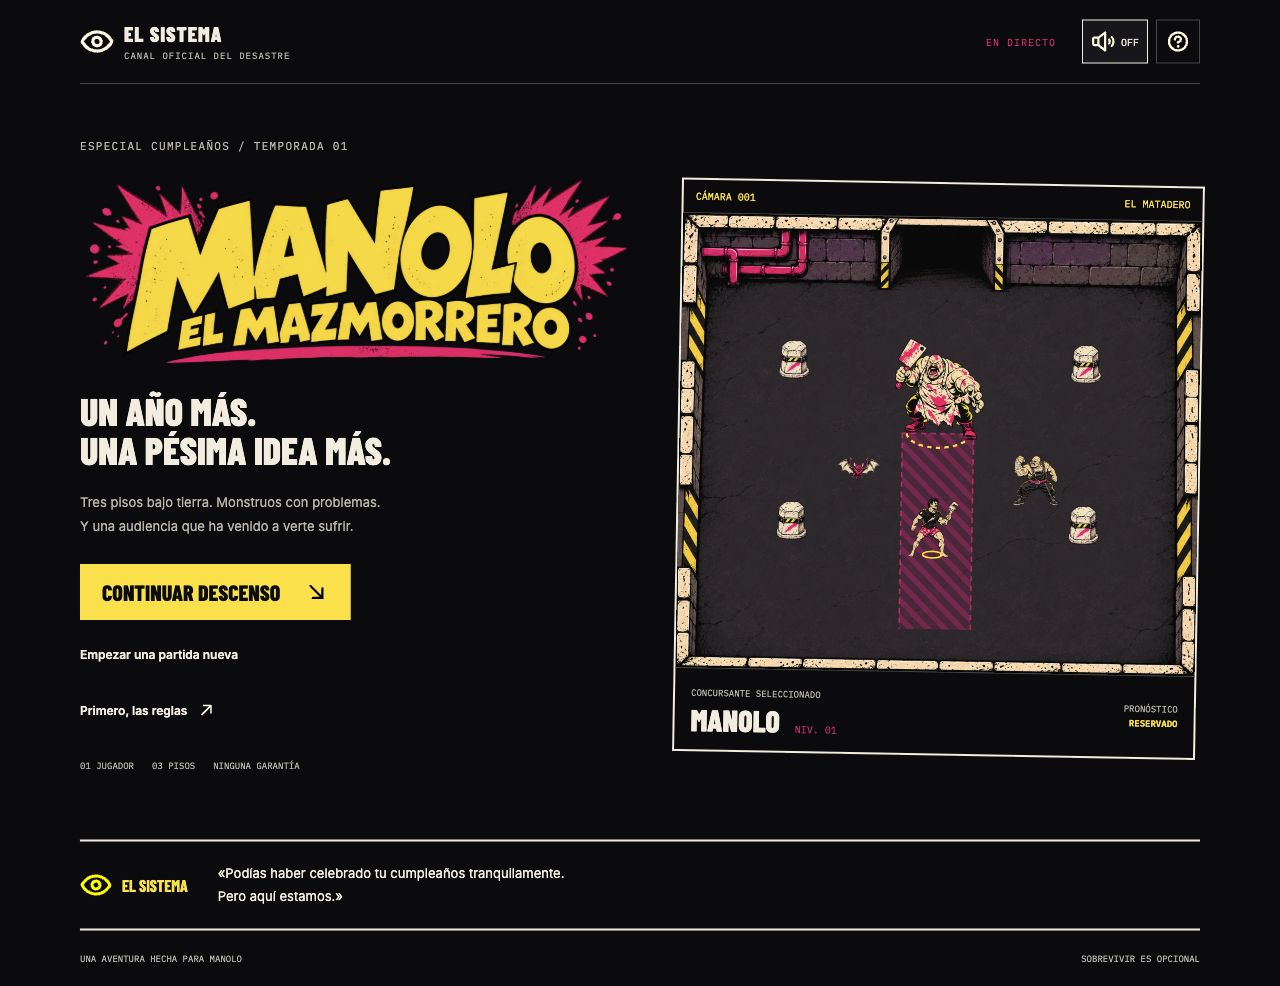 EL SISTEMA
CANAL OFICIAL DEL DESASTRE
EN DIRECTO
OFF
ESPECIAL CUMPLEAÑOS / TEMPORADA 01
MANOLO
EL MAZMORRERO
UN AÑO MÁS.
UNA PÉSIMA IDEA MÁS.
Tres pisos bajo tierra. Monstruos con problemas.
Y una audiencia que ha venido a verte sufrir.
CONTINUAR DESCENSO
Empezar una partida nueva
Primero, las reglas
01 JUGADOR 03 PISOS NINGUNA GARANTÍA
CÁMARA 001
EL MATADERO
CONCURSANTE SELECCIONADO
MANOLO NIV. 01
PRONÓSTICO
RESERVADO
EL SISTEMA
«Podías haber celebrado tu cumpleaños tranquilamente.
Pero aquí estamos.»
UNA AVENTURA HECHA PARA MANOLO
SOBREVIVIR ES OPCIONAL